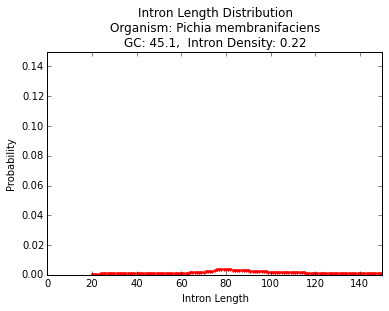 Intron Length Distribution
Organism: Pichia membranifaciens
GC: 45.1,  Intron Density: 0.22
0.14
0.12
0.10
0.08
0.06
0.04
0.02
0.00
Probability
0 20 40 60 80 100 120 140
Intron Length